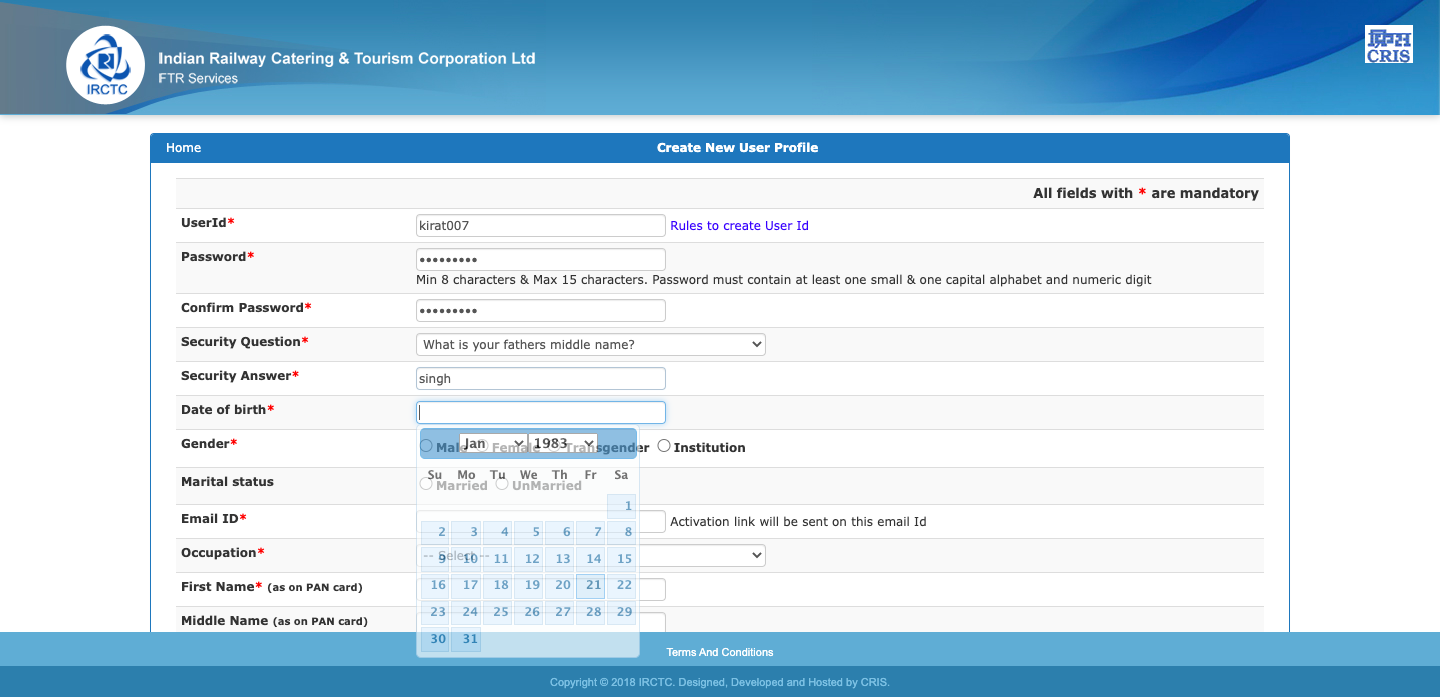 IRCTC
Indian Railway Catering & Tourism Corporation Ltd
FTR Services
क्रिस
CRIS
Home
Create New User Profile
All fields with * are mandatory
UserId*
kirat007
Rules to create User Id
Password*
•••••••••
Min 8 characters & Max 15 characters. Password must contain at least one small & one capital alphabet and numeric digit
Confirm Password*
•••••••••
Security Question*
What is your fathers middle name?
Security Answer*
singh
Date of birth*
Gender*
Male Female Transgender Institution
Jan 1983
Su Mo Tu We Th Fr Sa
Marital status
Married UnMarried
1
Email ID*
Activation link will be sent on this email Id
2 3 4 5 6 7 8
Occupation*
-- Select --
9 10 11 12 13 14 15
First Name* (as on PAN card)
16 17 18 19 20 21 22
23 24 25 26 27 28 29
Middle Name (as on PAN card)
30 31
Terms And Conditions
Copyright © 2018 IRCTC. Designed, Developed and Hosted by CRIS.